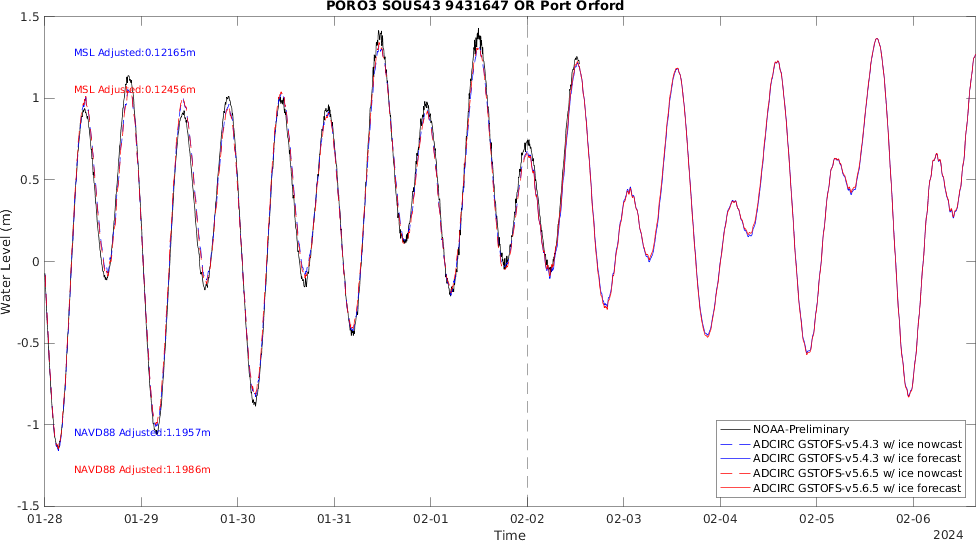 PORO3 SOUS43 9431647 OR Port Orford
1.5
MSL Adjusted:0.12165m
MSL Adjusted:0.12456m
1
0.5
Water Level (m)
0
-0.5
-1
NAVD88 Adjusted:1.1957m
NAVD88 Adjusted:1.1986m
-1.5
NOAA-Preliminary
ADCIRC GSTOFS-v5.4.3 w/ ice nowcast
ADCIRC GSTOFS-v5.4.3 w/ ice forecast
ADCIRC GSTOFS-v5.6.5 w/ ice nowcast
ADCIRC GSTOFS-v5.6.5 w/ ice forecast
01-28 01-29 01-30 01-31 02-01 02-02 02-03 02-04 02-05 02-06
Time
2024